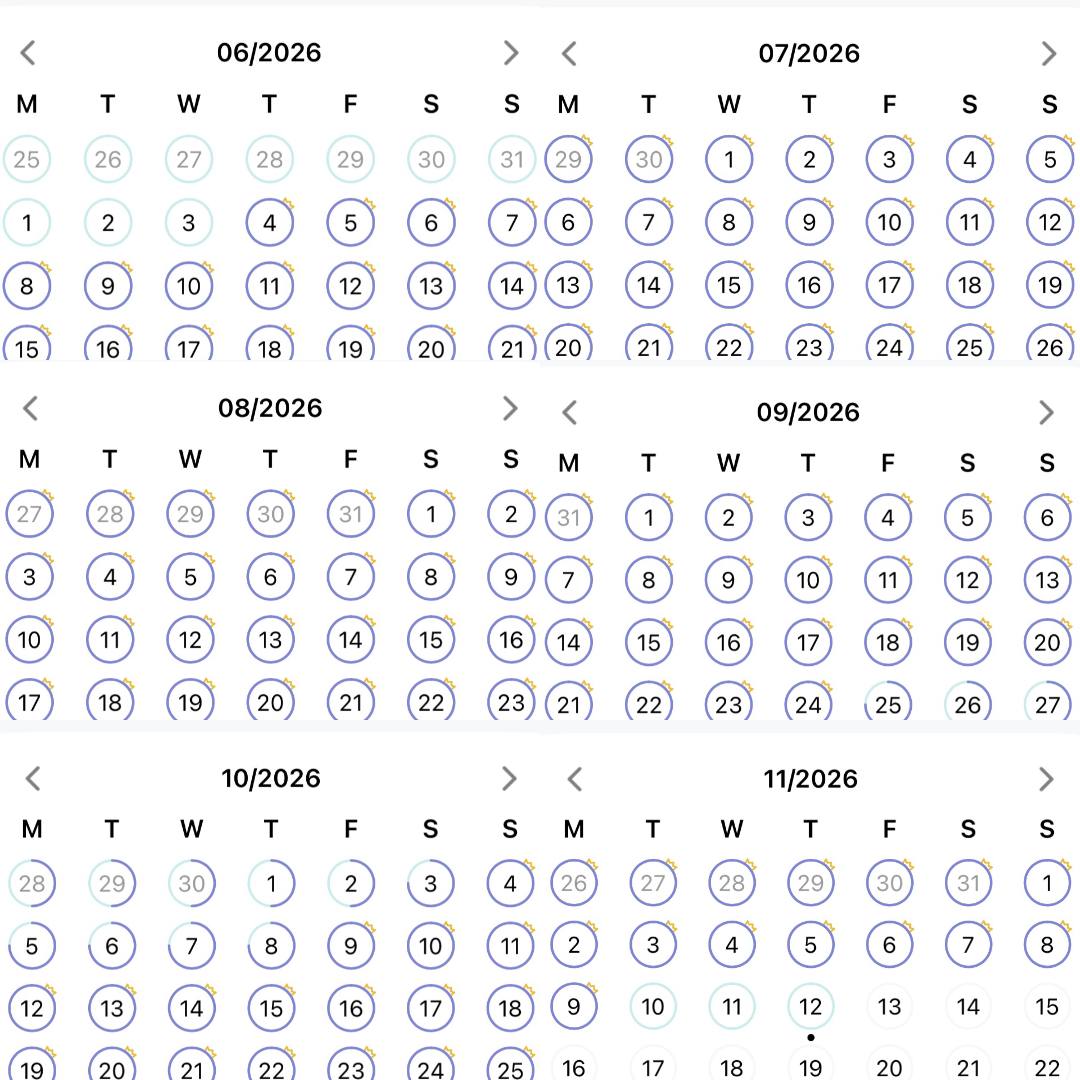 06/2026
M T W T F S S
25 26 27 28 29 30 31
1 2 3 4 5 6 7
8 9 10 11 12 13 14
15 16 17 18 19 20 21
07/2026
M T W T F S S
29 30 1 2 3 4 5
6 7 8 9 10 11 12
13 14 15 16 17 18 19
20 21 22 23 24 25 26
08/2026
M T W T F S S
27 28 29 30 31 1 2
3 4 5 6 7 8 9
10 11 12 13 14 15 16
17 18 19 20 21 22 23
09/2026
M T W T F S S
31 1 2 3 4 5 6
7 8 9 10 11 12 13
14 15 16 17 18 19 20
21 22 23 24 25 26 27
10/2026
M T W T F S S
28 29 30 1 2 3 4
5 6 7 8 9 10 11
12 13 14 15 16 17 18
19 20 21 22 23 24 25
11/2026
M T W T F S S
26 27 28 29 30 31 1
2 3 4 5 6 7 8
9 10 11 12 13 14 15
16 17 18 19 20 21 22